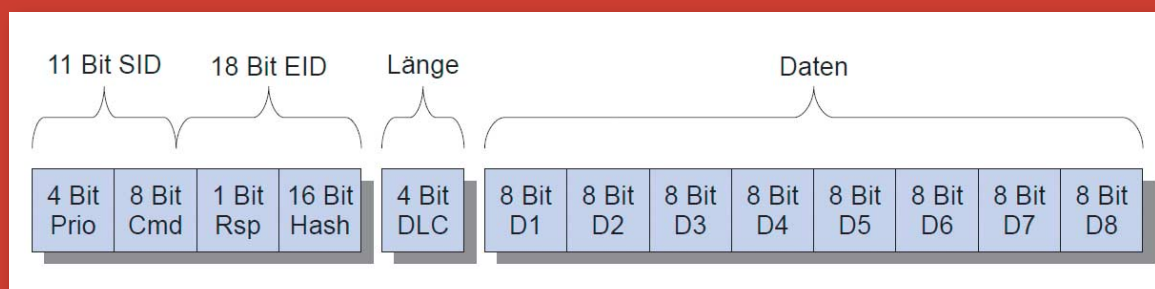 11 Bit SID 18 Bit EID Länge Daten
4 Bit 8 Bit 1 Bit 16 Bit 4 Bit 8 Bit 8 Bit 8 Bit 8 Bit 8 Bit 8 Bit 8 Bit 8 Bit
Prio Cmd Rsp Hash DLC D1 D2 D3 D4 D5 D6 D7 D8